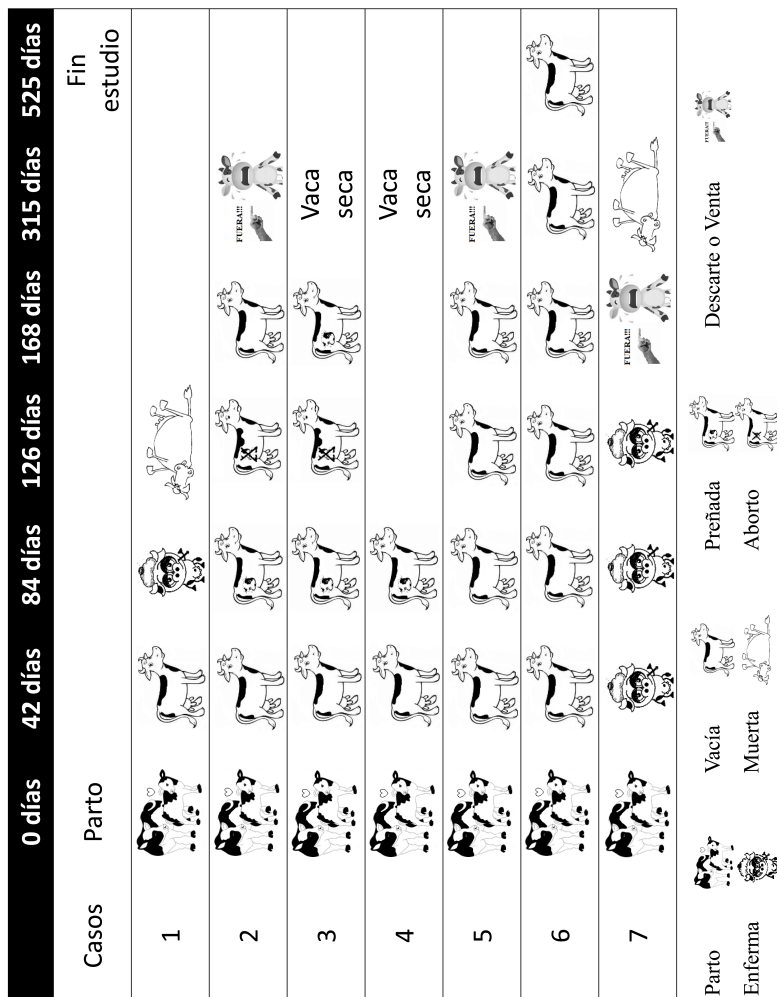 0 días 42 días 84 días 126 días 168 días 315 días 525 días
Casos Parto Fin
estudio
1
2 FUERA!!!
3 Vaca
seca
4 Vaca
seca
5 FUERA!!!
6
7 FUERA!!!
Parto Vacía Preñada Descarte o Venta FUERA!!!
Enferma Muerta Aborto